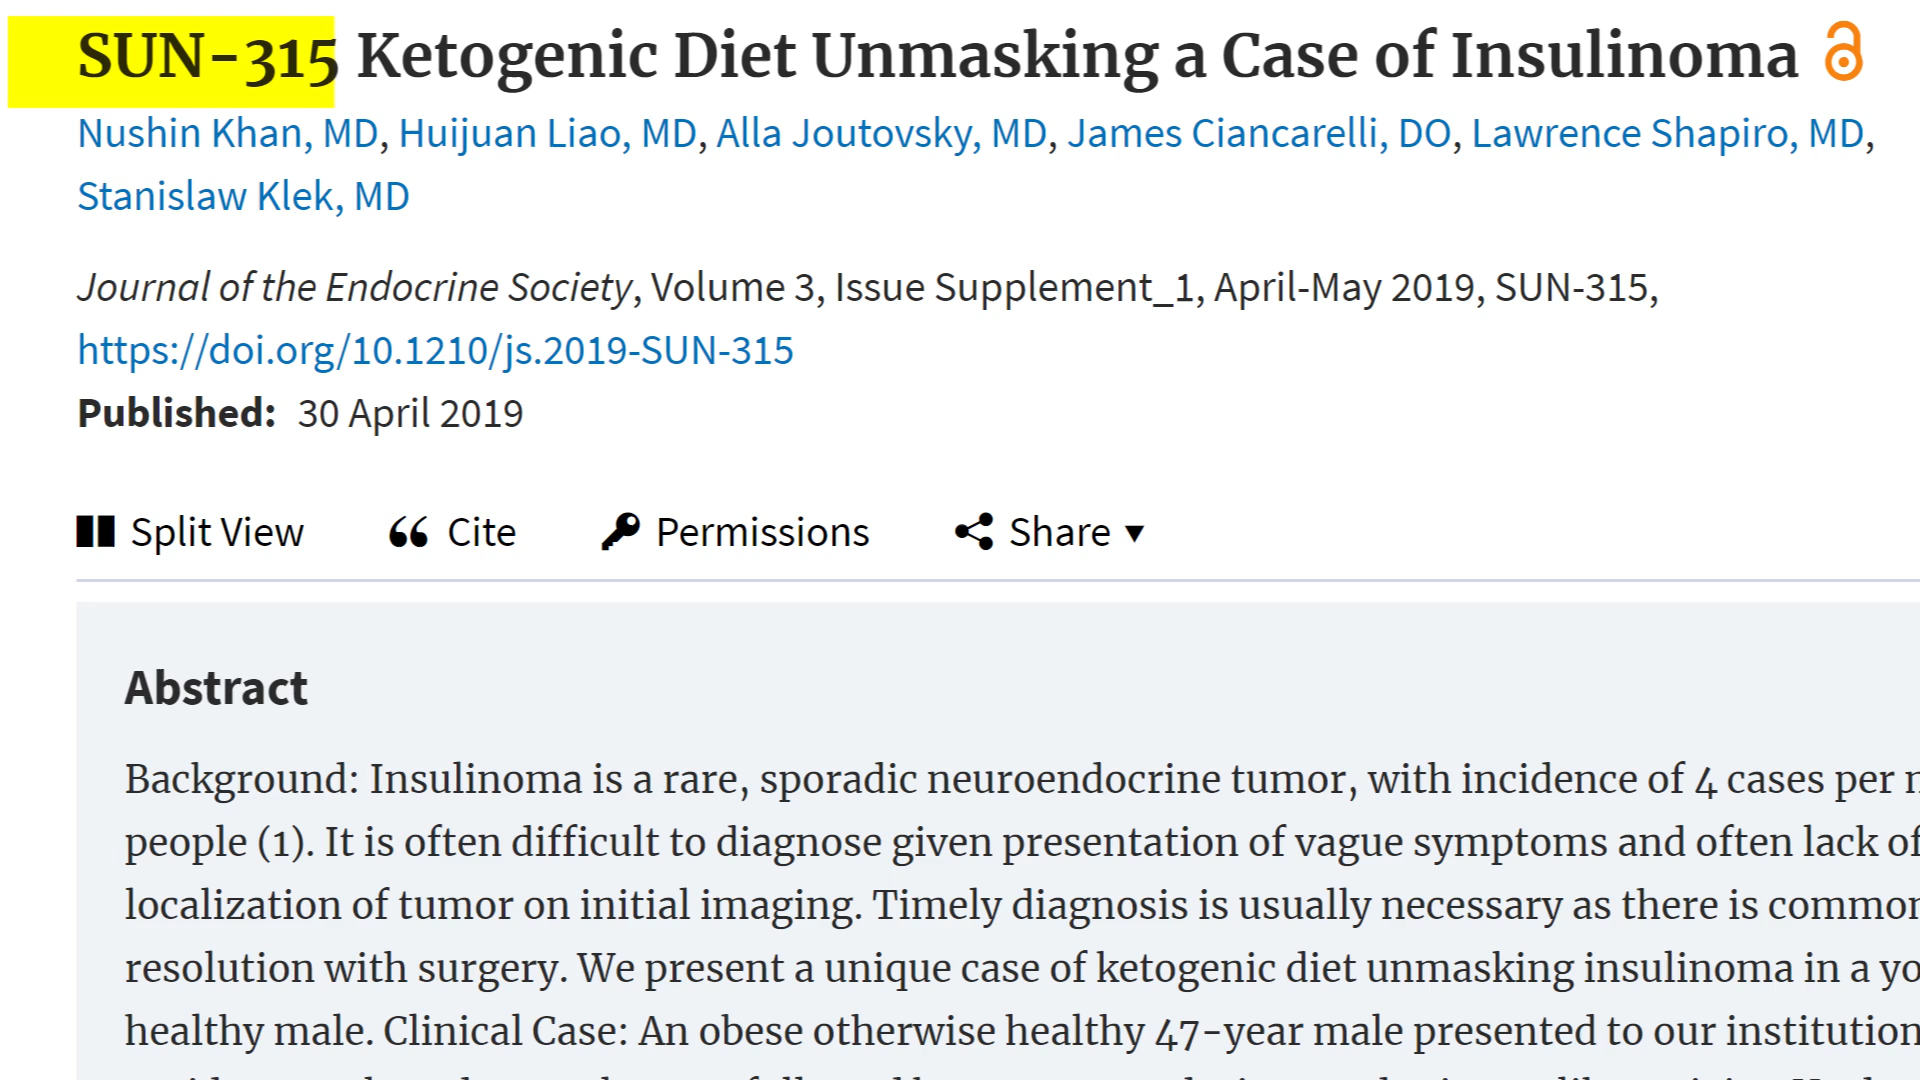 SUN-315 Ketogenic Diet Unmasking a Case of Insulinoma
Nushin Khan, MD, Huijuan Liao, MD, Alla Joutovsky, MD, James Ciancarelli, DO, Lawrence Shapiro, MD,
Stanislaw Klek, MD
Journal of the Endocrine Society, Volume 3, Issue Supplement_1, April-May 2019, SUN-315,
https://doi.org/10.1210/js.2019-SUN-315
Published: 30 April 2019
Split View Cite Permissions Share
Abstract
Background: Insulinoma is a rare, sporadic neuroendocrine tumor, with incidence of 4 cases per
people (1). It is often difficult to diagnose given presentation of vague symptoms and often lack of
localization of tumor on initial imaging. Timely diagnosis is usually necessary as there is
resolution with surgery. We present a unique case of ketogenic diet unmasking insulinoma in a
healthy male. Clinical Case: An obese otherwise healthy 47-year male presented to our institution